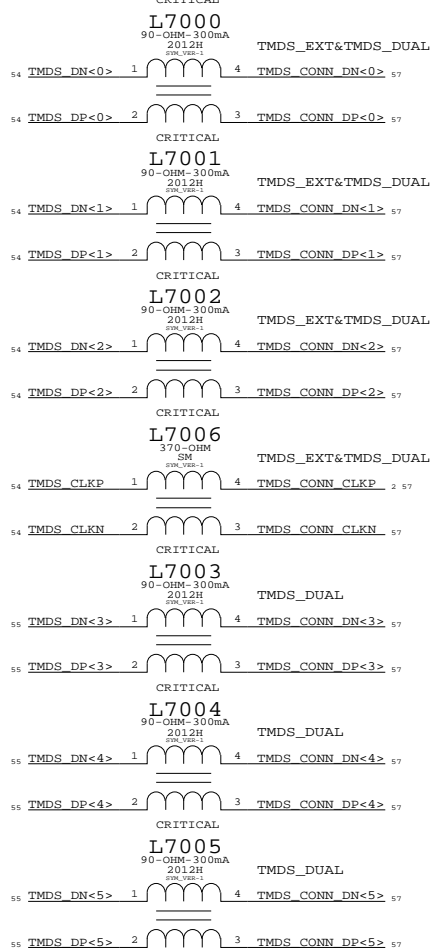 CRITICAL
L7000
90-OHM-300mA
2012H
SYM_VER-1
TMDS_EXT&TMDS_DUAL
54 TMDS_DN<0> 1 4 TMDS_CONN_DN<0> 57
54 TMDS_DP<0> 2 3 TMDS_CONN_DP<0> 57
CRITICAL
L7001
90-OHM-300mA
2012H
SYM_VER-1
TMDS_EXT&TMDS_DUAL
54 TMDS_DN<1> 1 4 TMDS_CONN_DN<1> 57
54 TMDS_DP<1> 2 3 TMDS_CONN_DP<1> 57
CRITICAL
L7002
90-OHM-300mA
2012H
SYM_VER-1
TMDS_EXT&TMDS_DUAL
54 TMDS_DN<2> 1 4 TMDS_CONN_DN<2> 57
54 TMDS_DP<2> 2 3 TMDS_CONN_DP<2> 57
CRITICAL
L7006
370-OHM
SM
SYM_VER-1
TMDS_EXT&TMDS_DUAL
54 TMDS_CLKP 1 4 TMDS_CONN_CLKP 2 57
54 TMDS_CLKN 2 3 TMDS_CONN_CLKN 57
CRITICAL
L7003
90-OHM-300mA
2012H
SYM_VER-1
TMDS_DUAL
55 TMDS_DN<3> 1 4 TMDS_CONN_DN<3> 57
55 TMDS_DP<3> 2 3 TMDS_CONN_DP<3> 57
CRITICAL
L7004
90-OHM-300mA
2012H
SYM_VER-1
TMDS_DUAL
55 TMDS_DN<4> 1 4 TMDS_CONN_DN<4> 57
55 TMDS_DP<4> 2 3 TMDS_CONN_DP<4> 57
CRITICAL
L7005
90-OHM-300mA
2012H
SYM_VER-1
TMDS_DUAL
55 TMDS_DN<5> 1 4 TMDS_CONN_DN<5> 57
55 TMDS_DP<5> 2 3 TMDS_CONN_DP<5> 57